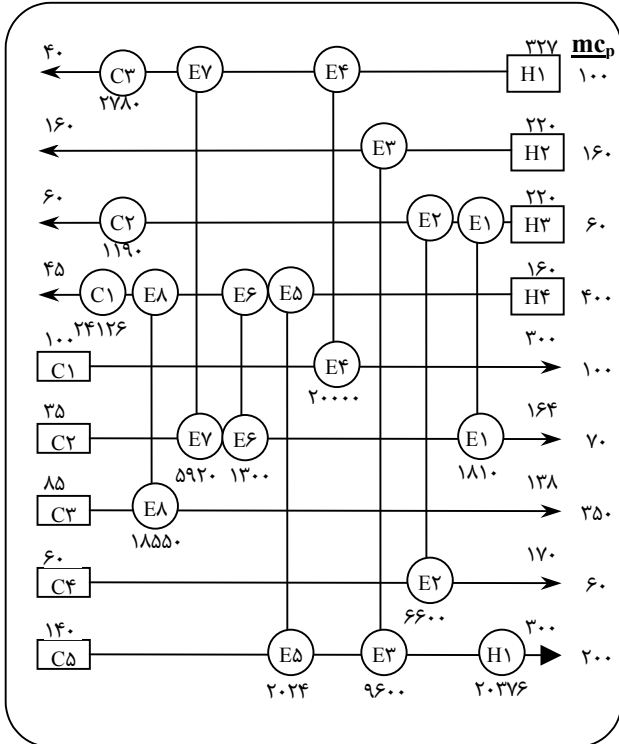 ۳۲۷ mcₚ
۴۰
C۳ E۷ E۴ H۱ ۱۰۰
۲۷۸۰
۱۶۰ ۲۲۰
E۳ H۲ ۱۶۰
۶۰ ۲۲۰
C۲ E۲ E۱ H۳ ۶۰
۱۱۹۰
۴۵ ۱۶۰
C۱ E۸ E۶ E۵ H۴ ۴۰۰
۲۴۱۲۶
۱۰۰ ۳۰۰
C۱ E۴ ۱۰۰
۲۰۰۰۰
۳۵ ۱۶۴
C۲ E۷ E۶ E۱ ۷۰
۵۹۲۰ ۱۳۰۰ ۱۸۱۰
۸۵ ۱۳۸
C۳ E۸ ۳۵۰
۱۸۵۵۰
۶۰ ۱۷۰
C۴ E۲ ۶۰
۶۶۰۰
۱۴۰ ۳۰۰
C۵ E۵ E۳ H۱ ۲۰۰
۲۰۲۴ ۹۶۰۰ ۲۰۳۷۶